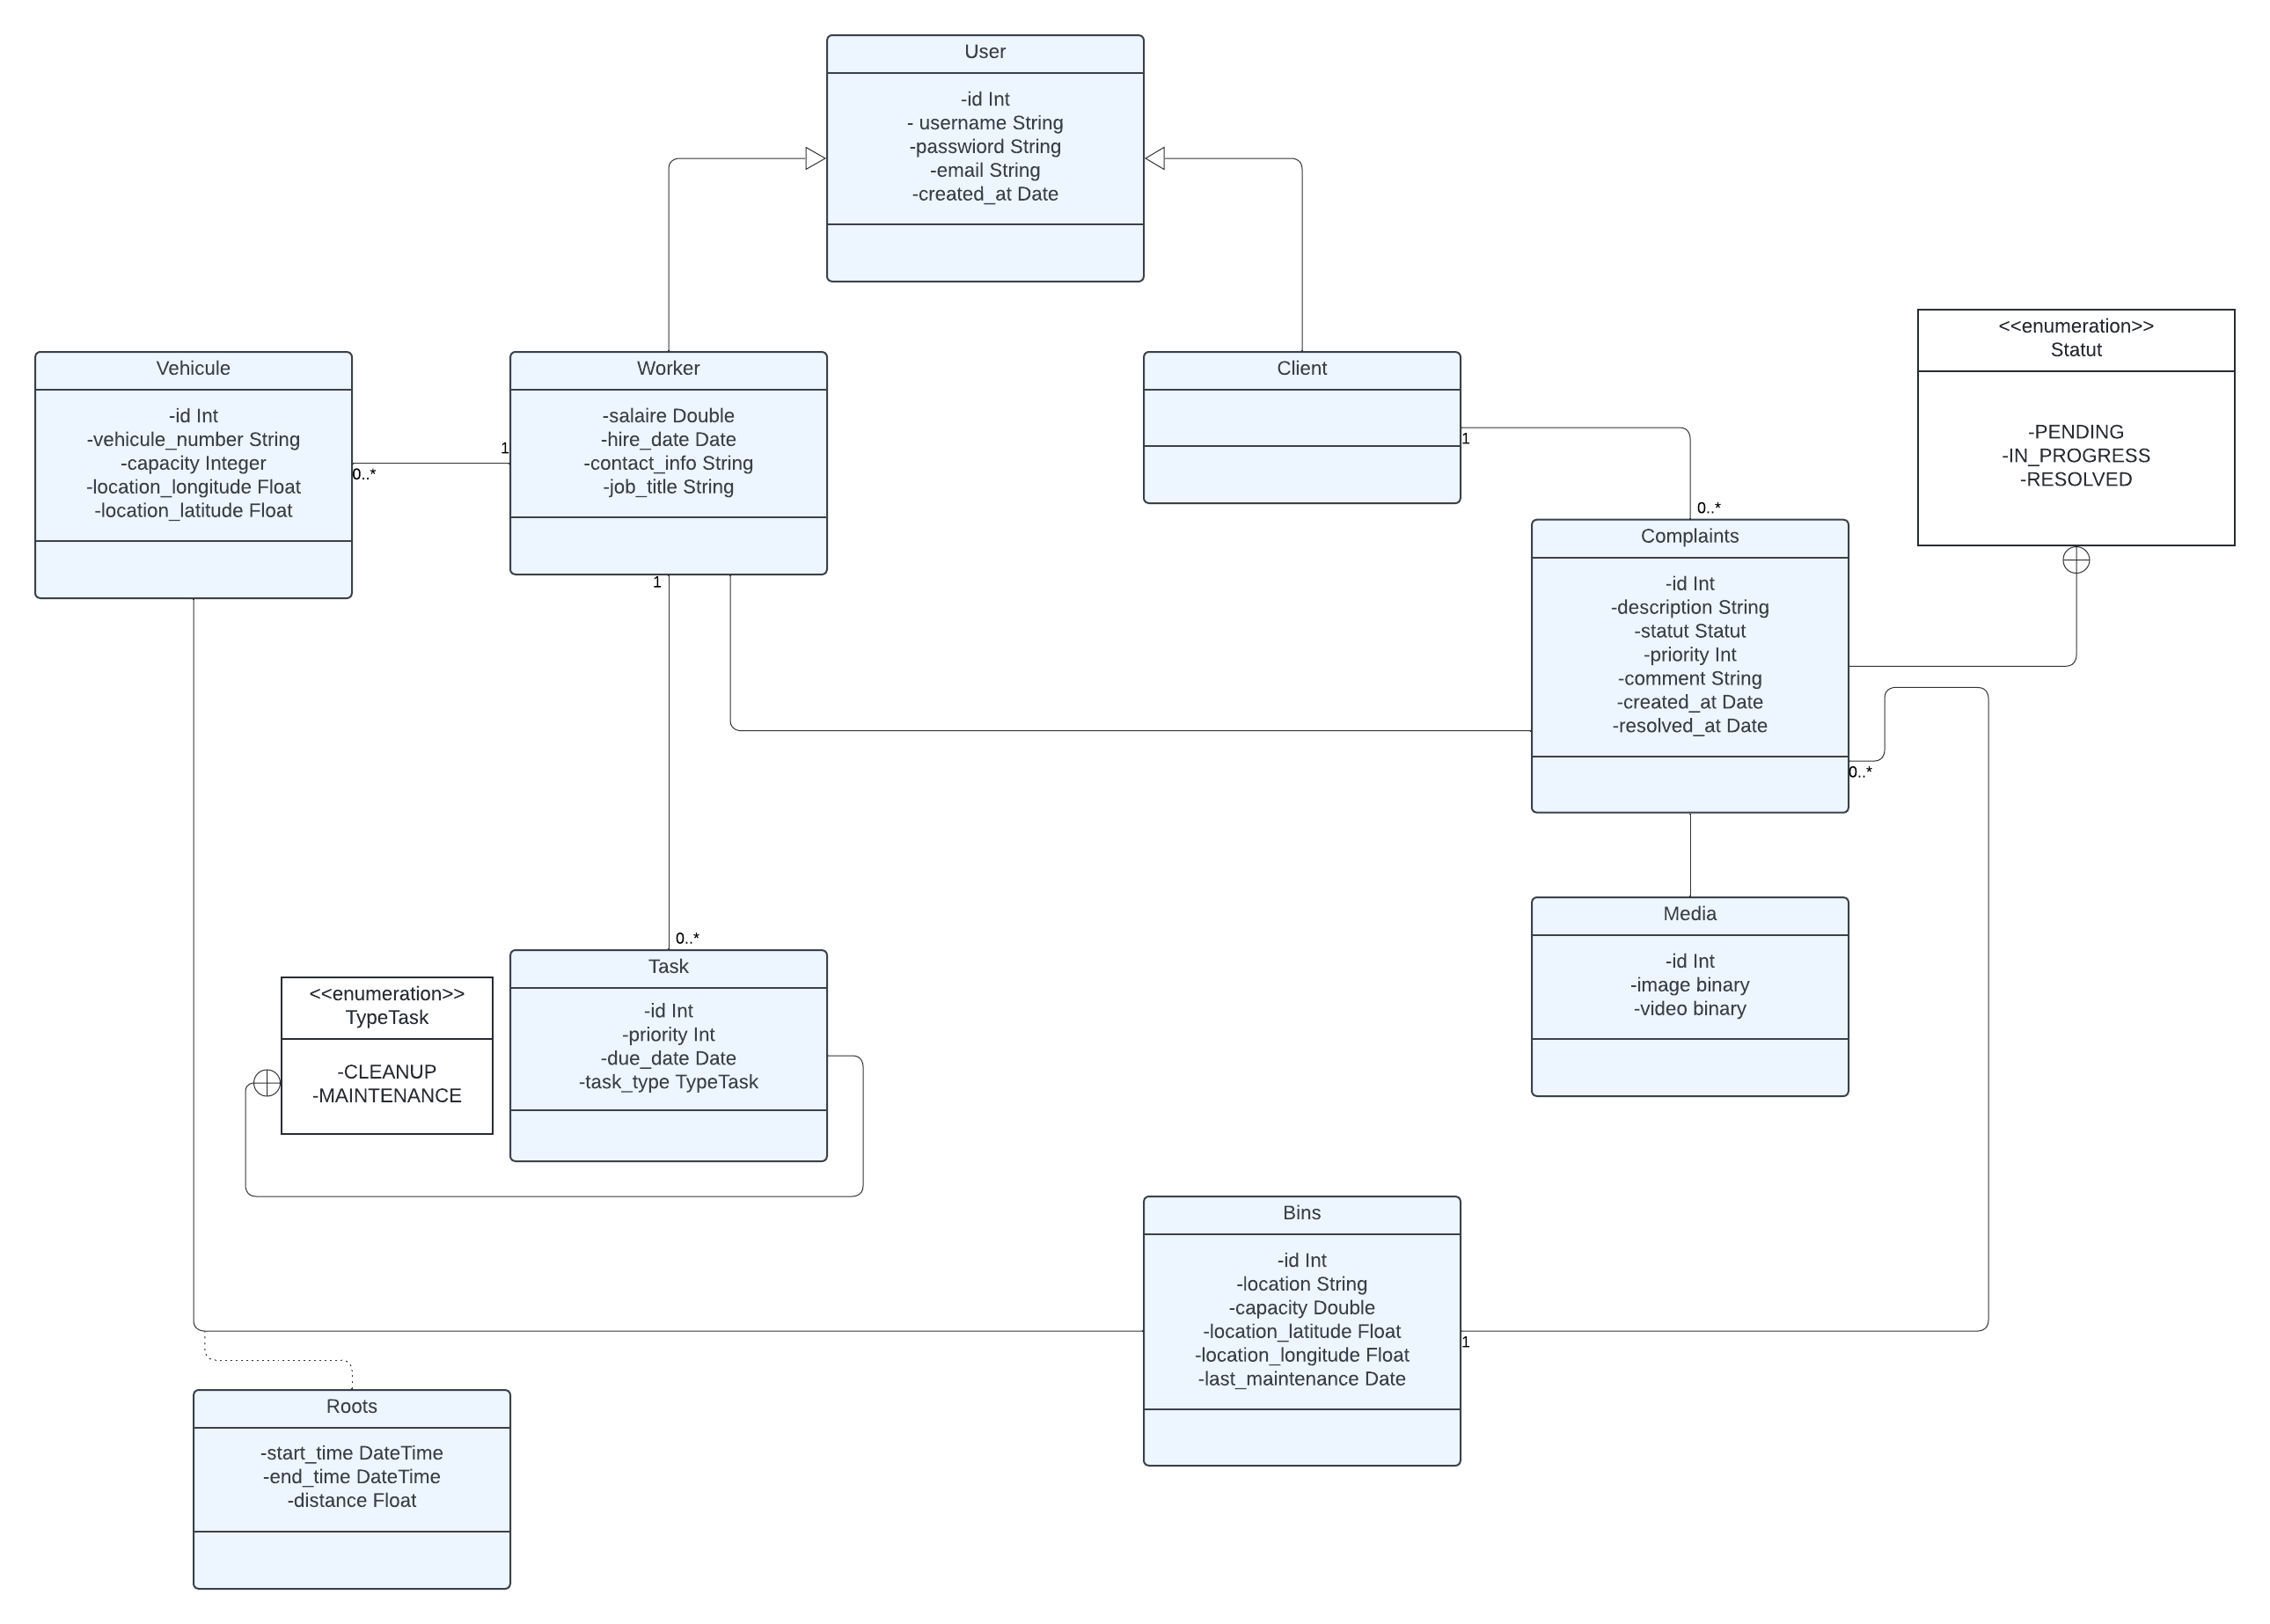 User
-id Int
- username String
-passwiord String
-email String
-created_at Date
<<enumeration>>
Statut
-PENDING
-IN_PROGRESS
-RESOLVED
Vehicule
-id Int
-vehicule_number String
-capacity Integer
-location_longitude Float
-location_latitude Float
0..*
1
Worker
-salaire Double
-hire_date Date
-contact_info String
-job_title String
1
Client
1
0..*
Complaints
-id Int
-description String
-statut Statut
-priority Int
-comment String
-created_at Date
-resolved_at Date
0..*
Media
-id Int
-image binary
-video binary
0..*
Task
-id Int
-priority Int
-due_date Date
-task_type TypeTask
<<enumeration>>
TypeTask
-CLEANUP
-MAINTENANCE
Bins
-id Int
-location String
-capacity Double
-location_latitude Float
-location_longitude Float
-last_maintenance Date
1
Roots
-start_time DateTime
-end_time DateTime
-distance Float